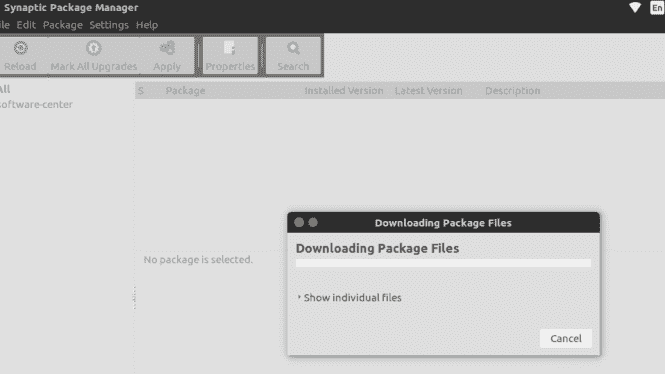 Synaptic Package Manager
En
ile Edit Package Settings Help
Reload Mark All Upgrades Apply Properties Search
All
software-center
S Package Installed Version Latest Version Description
No package is selected.
Downloading Package Files
Downloading Package Files
Show individual files
Cancel